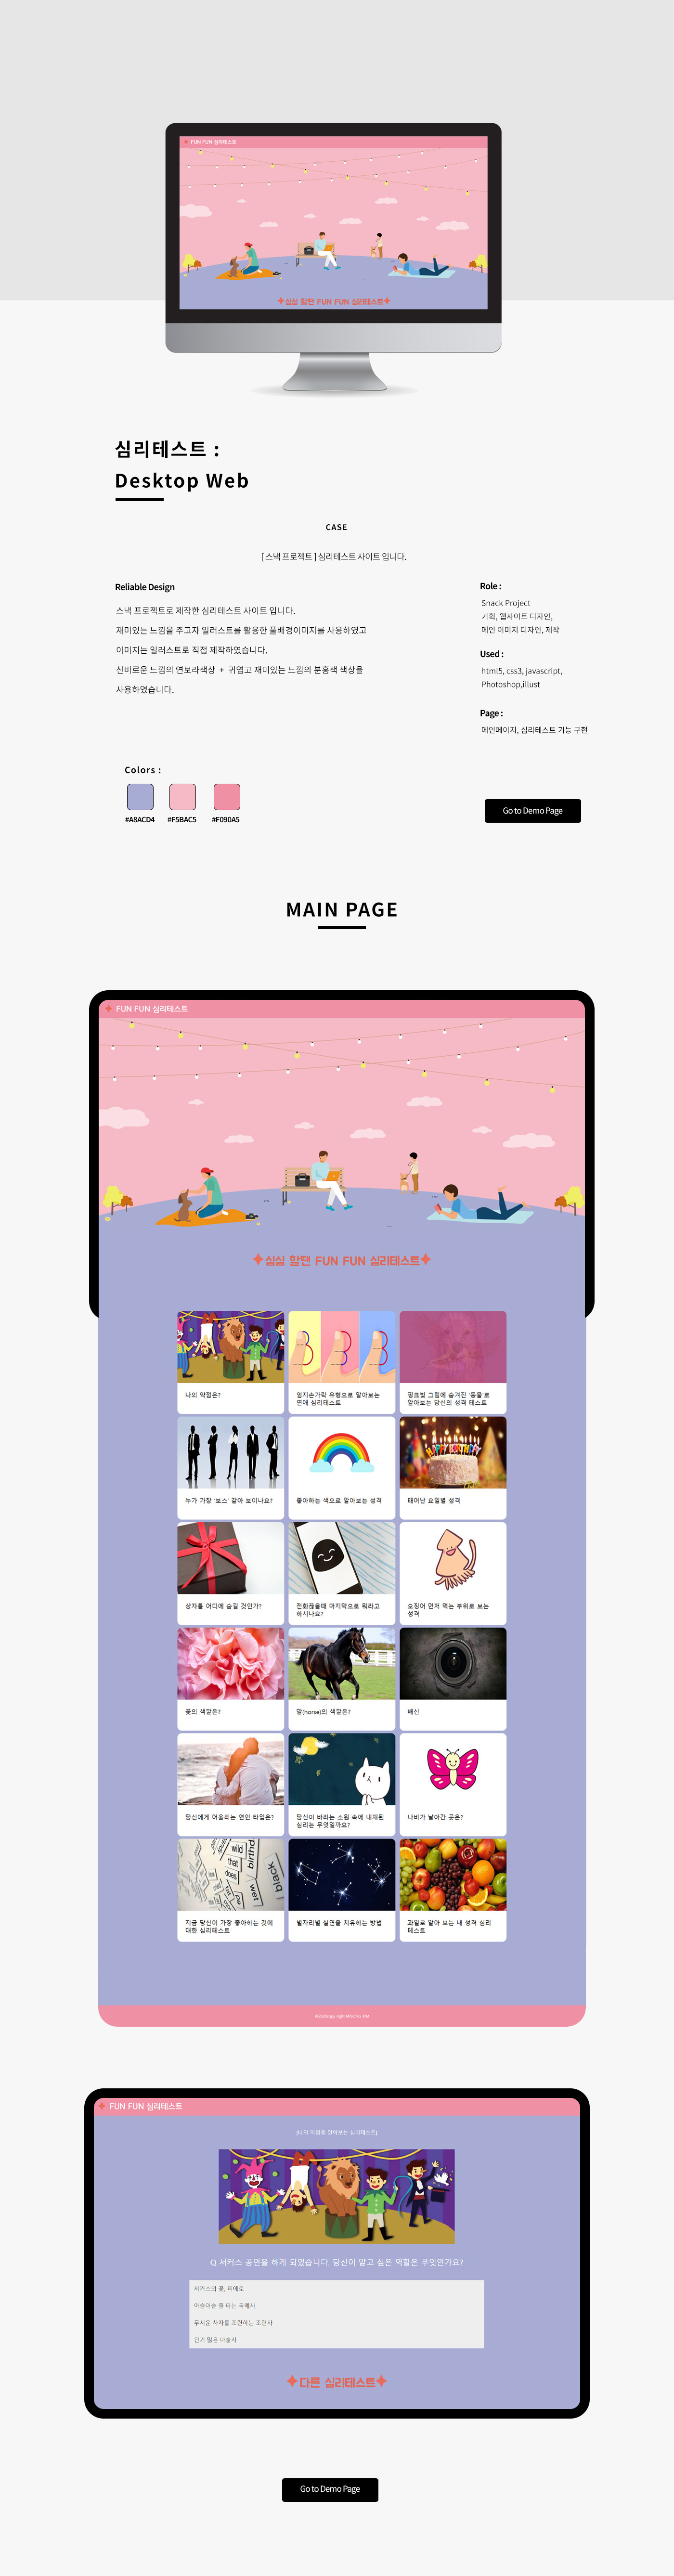 FUN FUN 심리테스트
심심 할땐 FUN FUN 심리테스트
심리테스트 :
Desktop Web
CASE
[ 스낵 프로젝트 ] 심리테스트 사이트 입니다.
Reliable Design
스낵 프로젝트로 제작한 심리테스트 사이트 입니다.
재미있는 느낌을 주고자 일러스트를 활용한 풀배경이미지를 사용하였고
이미지는 일러스트로 직접 제작하였습니다.
신비로운 느낌의 연보라색상 + 귀엽고 재미있는 느낌의 분홍색 색상을
사용하였습니다.
Role :
Snack Project
기획, 웹사이트 디자인,
메인 이미지 디자인, 제작
Used :
html5, css3, javascript,
Photoshop,illust
Page :
메인페이지, 심리테스트 기능 구현
Colors :
#A8ACD4 #F5BAC5 #F090A5
Go to Demo Page
MAIN PAGE
FUN FUN 심리테스트
심심 할땐 FUN FUN 심리테스트
나의 약점은?
엄지손가락 유형으로 알아보는
연애 심리테스트
핑크빛 그림에 숨겨진 '동물'로
알아보는 당신의 성격 테스트
누가 가장 '보스' 같아 보이나요?
좋아하는 색으로 알아보는 성격
HAPPY BIRTHDAY
태어난 요일별 성격
상자를 어디에 숨길 것인가?
전화끊을때 마지막으로 뭐라고
하시나요?
오징어 먼저 먹는 부위로 보는
성격
꽃의 색깔은?
말(horse)의 색깔은?
배신
당신에게 어울리는 연인 타입은?
당신이 바라는 소원 속에 내재된
심리는 무엇일까요?
나비가 날아간 곳은?
wild
that
does
wet
black
birthd
지금 당신이 가장 좋아하는 것에
대한 심리테스트
별자리별 실연을 치유하는 방법
과일로 알아 보는 내 성격 심리
테스트
FUN FUN 심리테스트
Q 서커스 공연을 하게 되었습니다. 당신이 맡고 싶은 역할은 무엇인가요?
서커스의 꽃, 피에로
아슬아슬 줄 타는 곡예사
무서운 사자를 조련하는 조련사
인기 많은 마술사
다른 심리테스트
Go to Demo Page